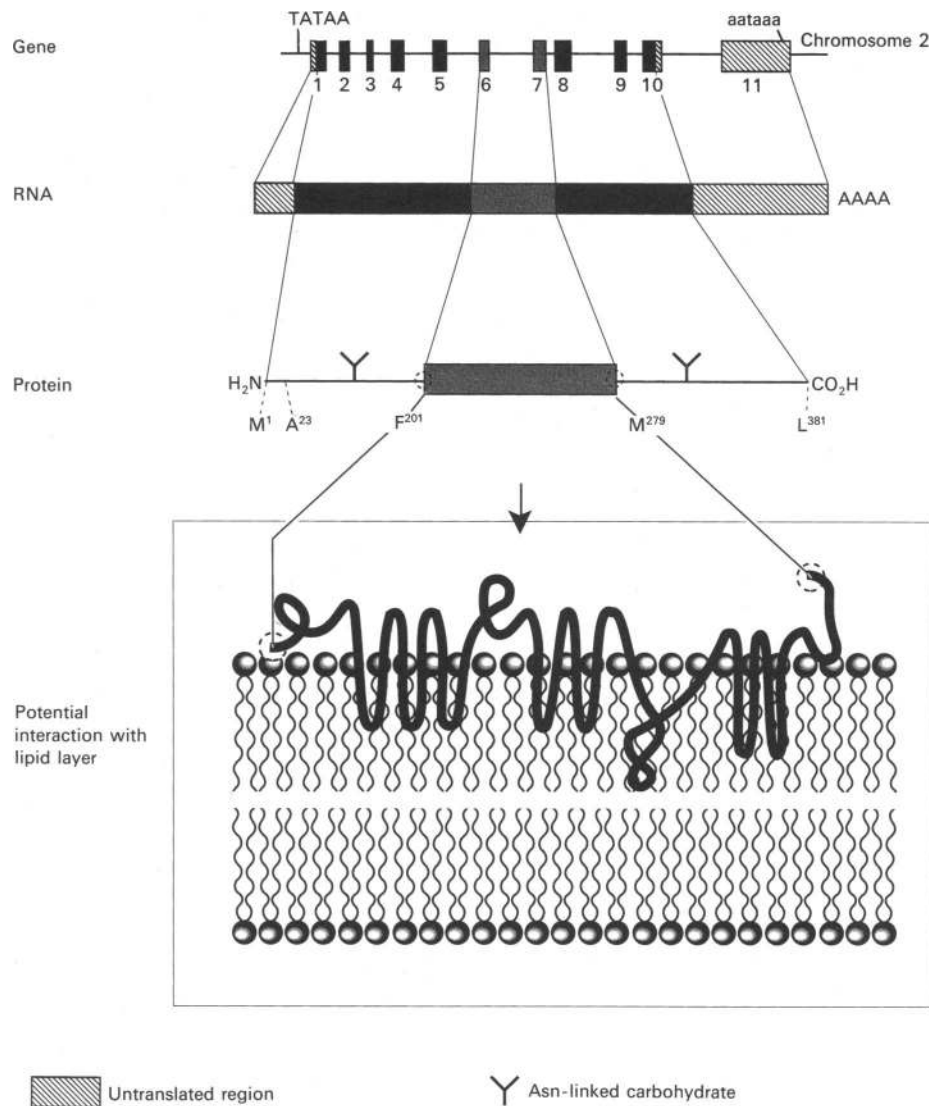 TATAA
aataaa
Gene
Chromosome 2
1 2 3 4 5 6 7 8 9 10 11
RNA
AAAA
Protein
H₂N
CO₂H
M¹ A²³ F²⁰¹ M²⁷⁹ L³⁸¹
Potential
interaction with
lipid layer
Untranslated region
Asn-linked carbohydrate